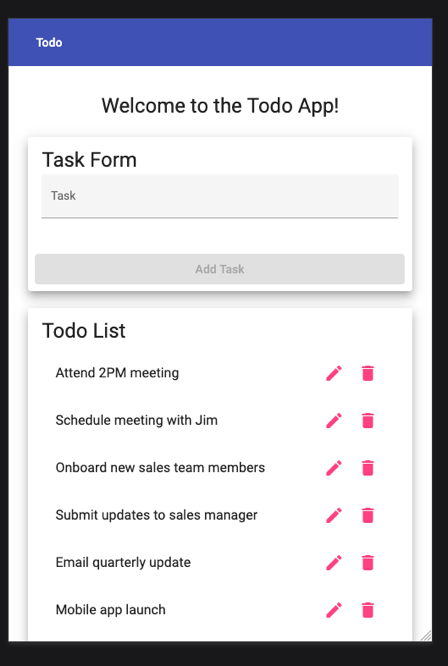 Todo
Welcome to the Todo App!
Task Form
Task
Add Task
Todo List
Attend 2PM meeting
Schedule meeting with Jim
Onboard new sales team members
Submit updates to sales manager
Email quarterly update
Mobile app launch